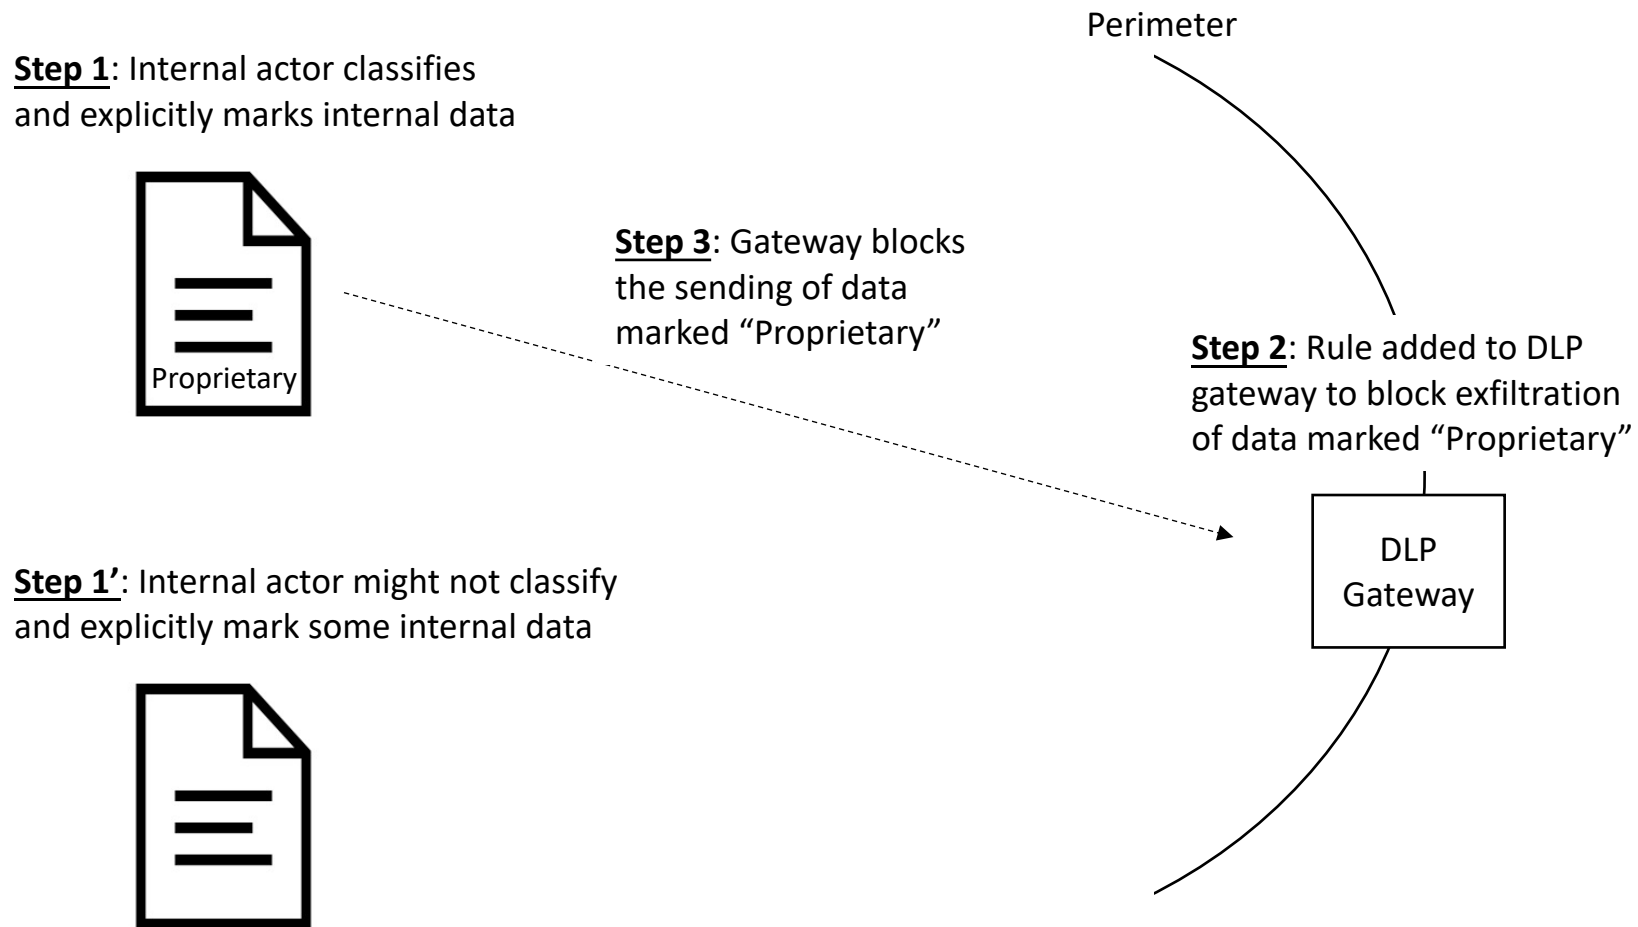 Perimeter
Step 1: Internal actor classifies
and explicitly marks internal data
Proprietary
Step 3: Gateway blocks
the sending of data
marked “Proprietary”
Step 2: Rule added to DLP
gateway to block exfiltration
of data marked “Proprietary”
DLP
Gateway
Step 1’: Internal actor might not classify
and explicitly mark some internal data